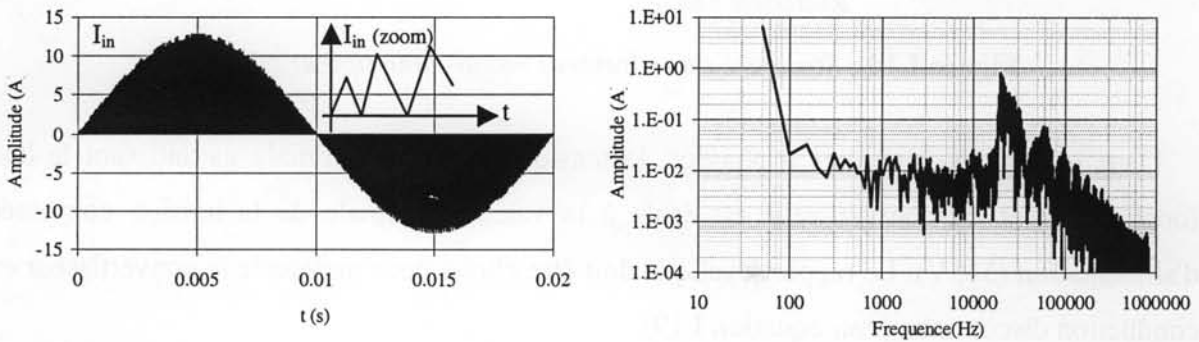 15
10
5
0
-5
-10
-15
Amplitude (A)
I_in
I_in (zoom)
t
0
0.005
0.01
0.015
0.02
t (s)
1.E+01
1.E+00
1.E-01
1.E-02
1.E-03
1.E-04
Amplitude (A)
10
100
1000
10000
100000
1000000
Frequence(Hz)